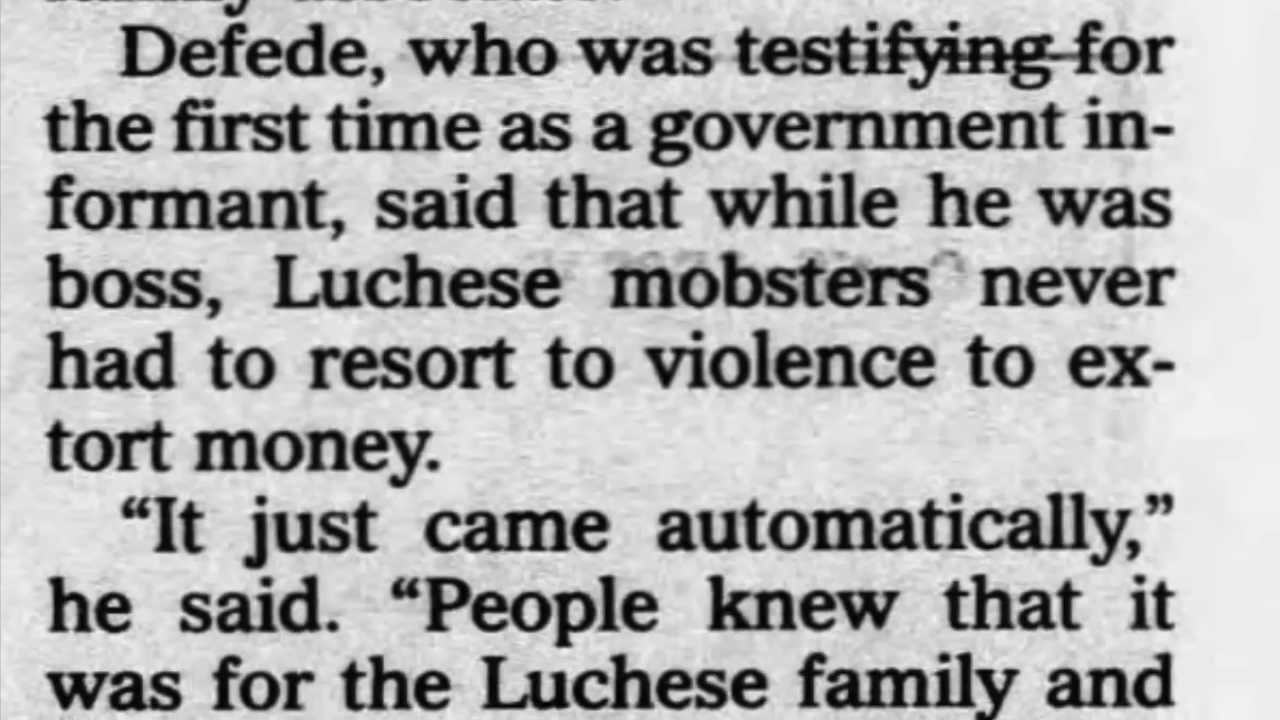 Defede, who was testifying for
the first time as a government in-
formant, said that while he was
boss, Luchese mobsters never
had to resort to violence to ex-
tort money.
“It just came automatically,”
he said. “People knew that it
was for the Luchese family and